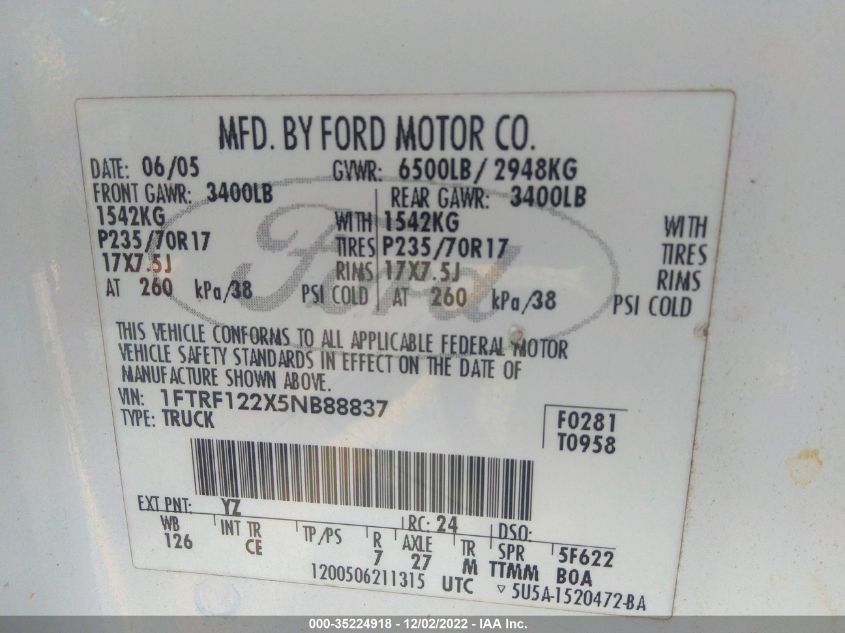 MFD. BY FORD MOTOR CO.
DATE: 06/05 GVWR: 6500LB/ 2948KG
FRONT GAWR: 3400LB REAR GAWR: 3400LB
1542KG WITH 1542KG WITH
P235/70R17 TIRES P235/70R17 TIRES
17X7.5J RIMS 17X7.5J RIMS
AT 260 kPa/38 PSI COLD AT 260 kPa/38 PSI COLD
Ford
THIS VEHICLE CONFORMS TO ALL APPLICABLE FEDERAL MOTOR
VEHICLE SAFETY STANDARDS IN EFFECT ON THE DATE OF
MANUFACTURE SHOWN ABOVE.
VIN: 1FTRF122X5NB88837
TYPE: TRUCK
F0281
T0958
EXT PNT: YZ RC: 24 DSO:
WB INT TR TP/PS R AXLE TR SPR 5F622
126 CE 7 27 M TTMM BOA
1200506211315 UTC ▽ 5U5A-1520472-BA
000-35224918 - 12/02/2022 - IAA Inc.